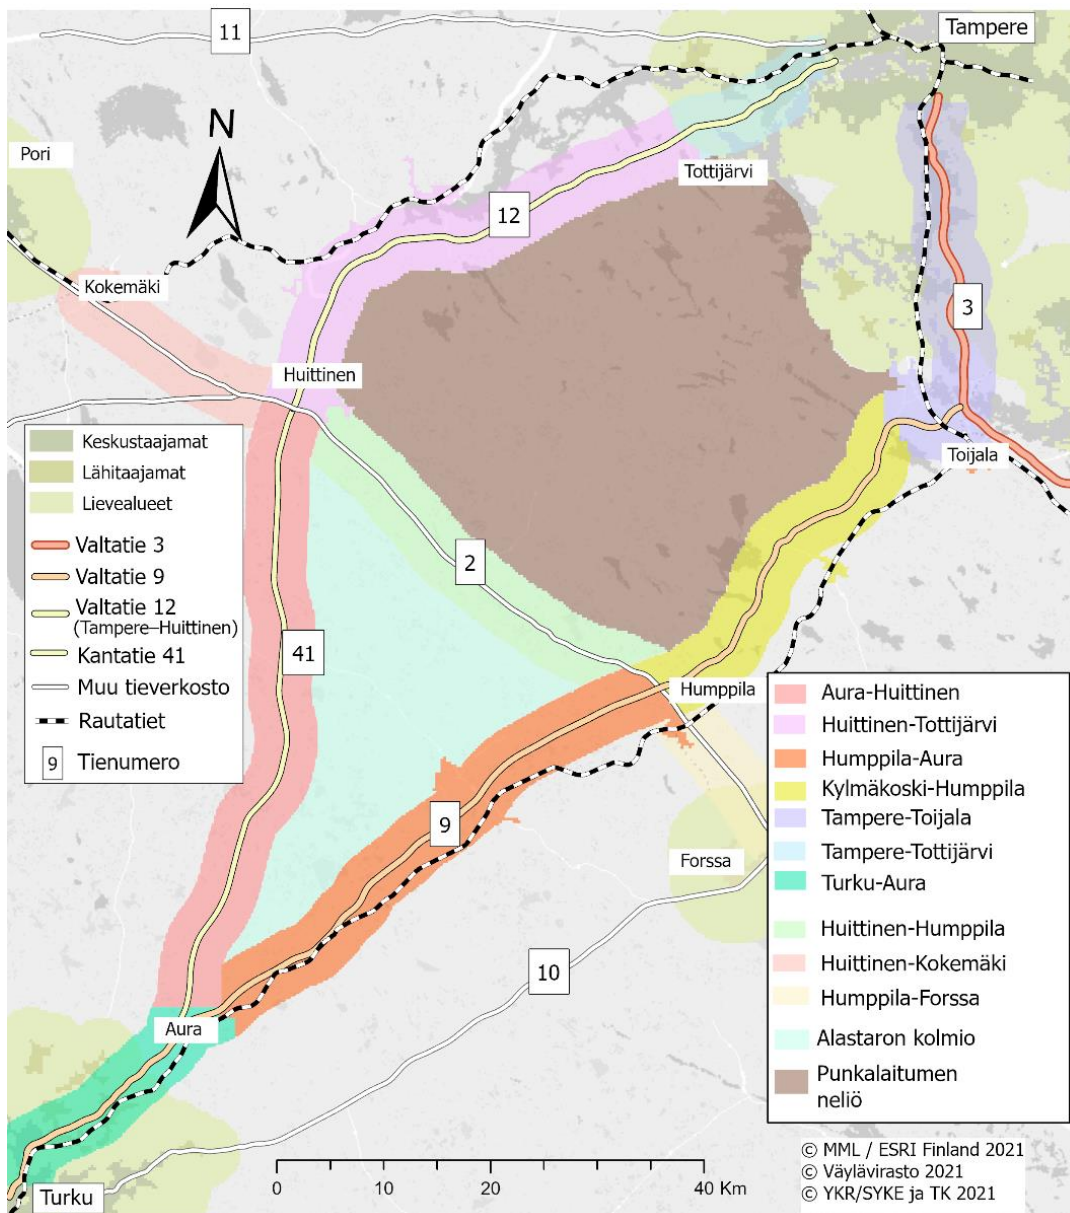 11
Tampere
N
Pori
Tottijärvi
12
Kokemäki
3
Huittinen
Toijala
2
41
Humppila
9
Forssa
10
Aura
Turku
Keskustaajamat
Lähitaajamat
Lievealueet
Valtatie 3
Valtatie 9
Valtatie 12
(Tampere–Huittinen)
Kantatie 41
Muu tieverkosto
Rautatiet
9 Tienumero
Aura-Huittinen
Huittinen-Tottijärvi
Humppila-Aura
Kylmäkoski-Humppila
Tampere-Toijala
Tampere-Tottijärvi
Turku-Aura
Huittinen-Humppila
Huittinen-Kokemäki
Humppila-Forssa
Alastaron kolmio
Punkalaitumen
neliö
0 10 20 40 Km
© MML / ESRI Finland 2021
© Väylävirasto 2021
© YKR/SYKE ja TK 2021